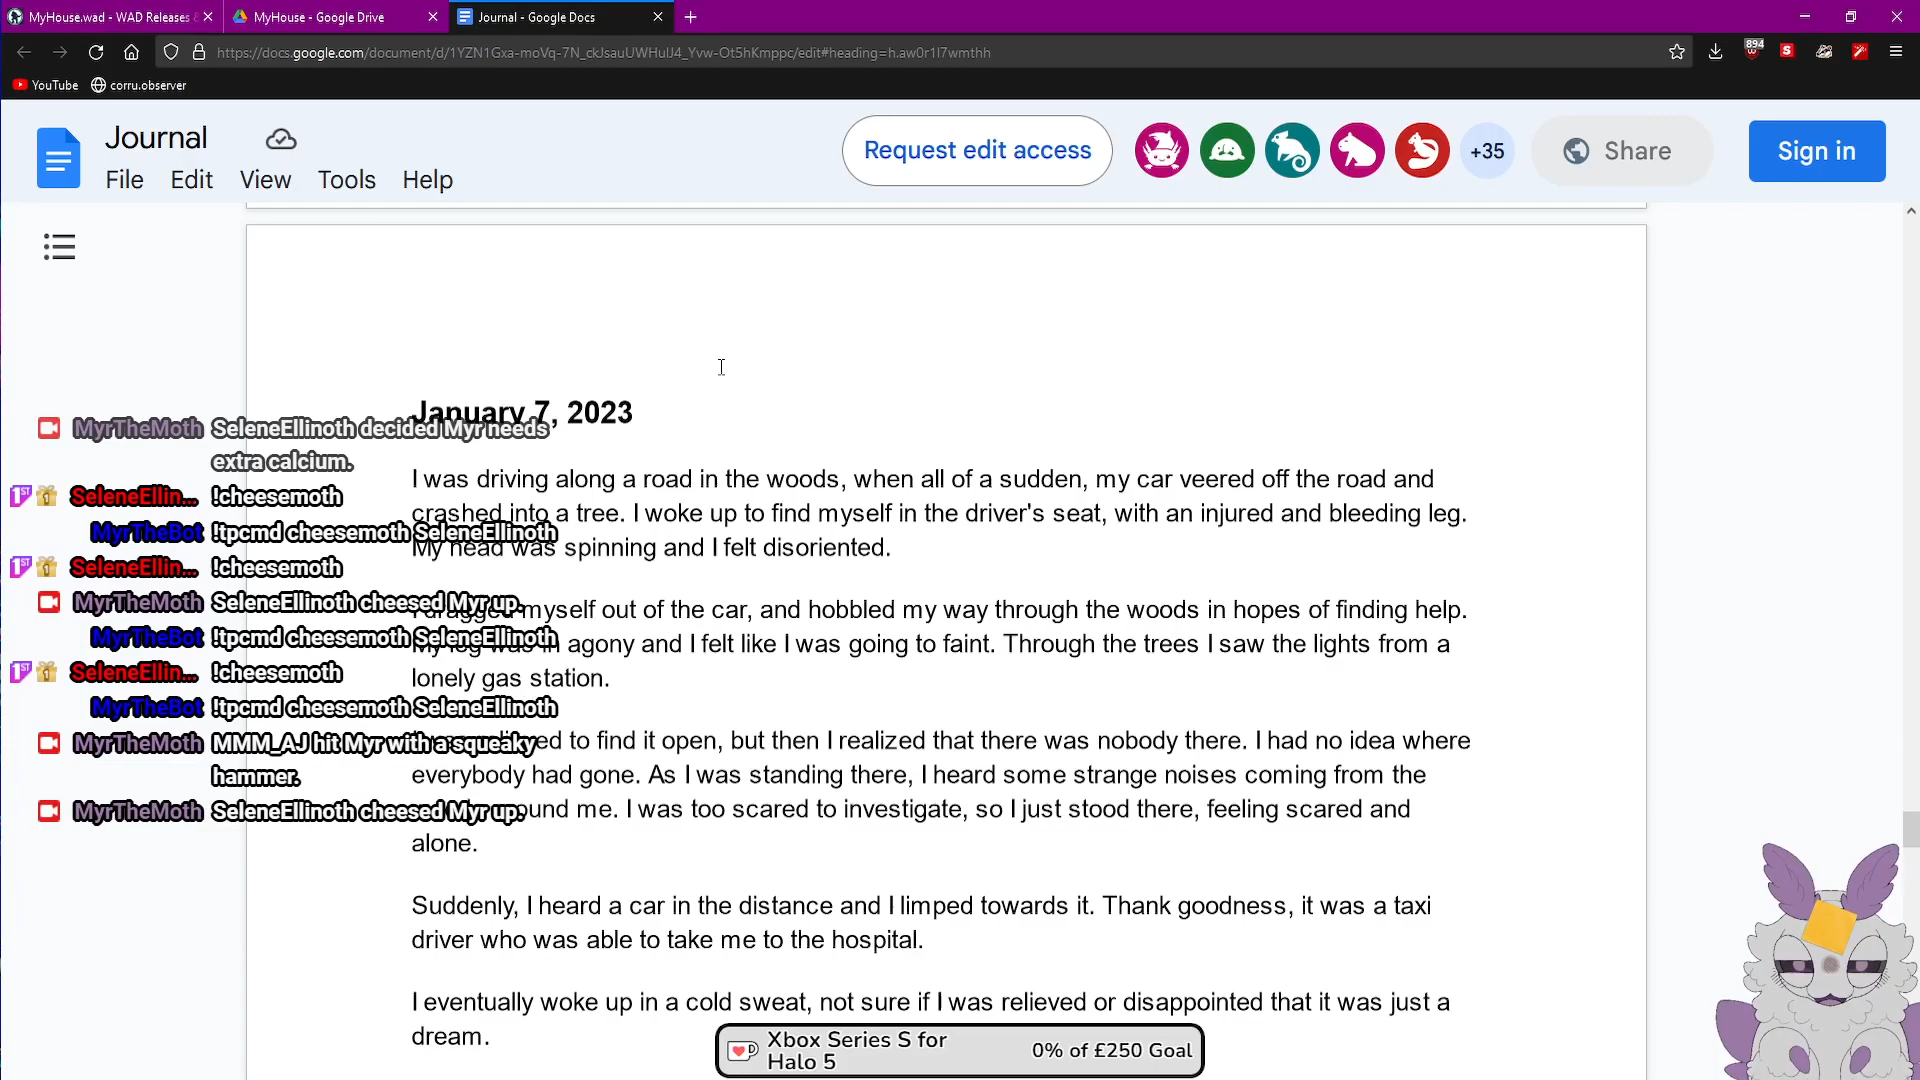 MyHouse.wad - WAD Releases &
MyHouse - Google Drive
Journal - Google Docs
https://docs.google.com/document/d/1YZN1Gxa-moVq-7N_ckJsauUWHulJ4_Yvw-Ot5hKmppc/edit#heading=h.aw0r1l7wmthh
894
YouTube
corru.observer
Journal
File Edit View Tools Help
Request edit access
+35
Share
Sign in
January 7, 2023
I was driving along a road in the woods, when all of a sudden, my car veered off the road and
crashed into a tree. I woke up to find myself in the driver's seat, with an injured and bleeding leg.
My head was spinning and I felt disoriented.
I dragged myself out of the car, and hobbled my way through the woods in hopes of finding help.
My leg was in agony and I felt like I was going to faint. Through the trees I saw the lights from a
lonely gas station.
to find it open, but then I realized that there was nobody there. I had no idea where
everybody had gone. As I was standing there, I heard some strange noises coming from the
me. I was too scared to investigate, so I just stood there, feeling scared and
alone.
Suddenly, I heard a car in the distance and I limped towards it. Thank goodness, it was a taxi
driver who was able to take me to the hospital.
I eventually woke up in a cold sweat, not sure if I was relieved or disappointed that it was just a
dream.
MyrTheMoth SeleneEllinoth decided Myr needs
extra calcium.
SeleneEllin... !cheesemoth
MyrTheBot !tpcmd cheesemoth SeleneEllinoth
SeleneEllin... !cheesemoth
MyrTheMoth SeleneEllinoth cheesed Myr up.
MyrTheBot !tpcmd cheesemoth SeleneEllinoth
SeleneEllin... !cheesemoth
MyrTheBot !tpcmd cheesemoth SeleneEllinoth
MyrTheMoth MMM_AJ hit Myr with a squeaky
hammer.
MyrTheMoth SeleneEllinoth cheesed Myr up.
Xbox Series S for
Halo 5
0% of £250 Goal